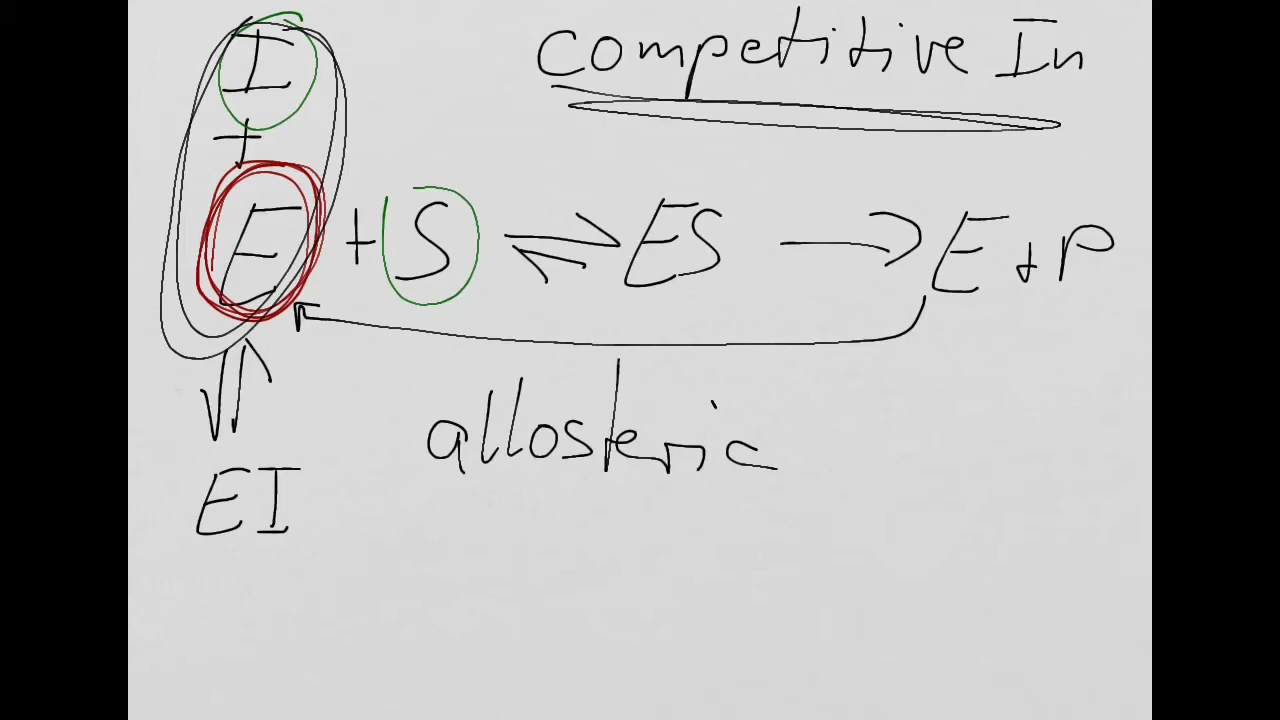 competitive In
I
+
E + S ⇌ ES → E + P
allosteric
EI